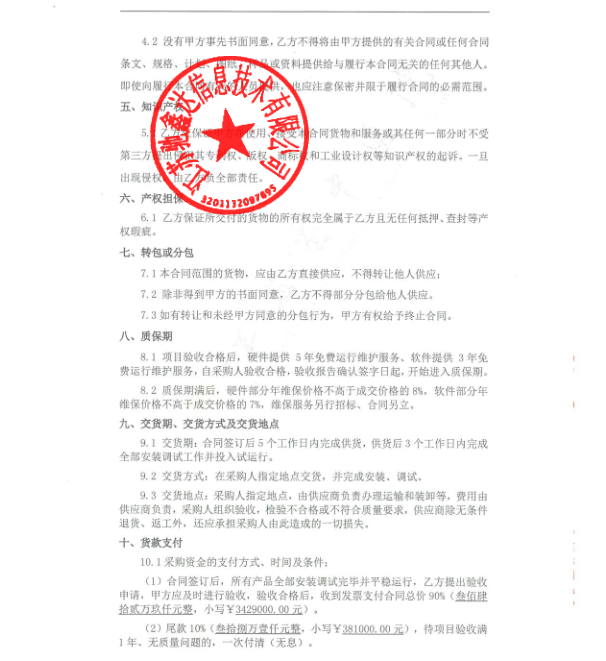 4.2 没有甲方事先书面同意，乙方不得将由甲方提供的有关合同或任何合同
条文、规格、计划、图纸、样品或资料提供给与履行本合同无关的任何其他人。
即使向履行本合同有关的人员提供，也应注意保密并限于履行合同的必需范围。
五、知识产权
5.1 乙方应保证甲方在使用、接受本合同货物和服务或其任何一部分时不受
第三方提出侵犯其专利权、版权、商标权和工业设计权等知识产权的起诉。一旦
出现侵权，由乙方负全部责任。
江苏驰鑫达信息技术有限公司
3201132097695
六、产权担保
6.1 乙方保证所交付的货物的所有权完全属于乙方且无任何抵押、查封等产
权瑕疵。
七、转包或分包
7.1 本合同范围的货物，应由乙方直接供应，不得转让他人供应；
7.2 除非得到甲方的书面同意，乙方不得部分分包给他人供应。
7.3 如有转让和未经甲方同意的分包行为，甲方有权给予终止合同。
八、质保期
8.1 项目验收合格后，硬件提供 5 年免费运行维护服务、软件提供 3 年免
费运行维护服务，自采购人验收合格，验收报告确认签字日起，开始进入质保期。
8.2 质保期满后，硬件部分年维保价格不高于成交价格的 8%，软件部分年
维保价格不高于成交价格的 7%，维保服务另行招标、合同另立。
九、交货期、交货方式及交货地点
9.1 交货期：合同签订后 5 个工作日内完成供货，供货后 3 个工作日内完成
全部安装调试工作并投入试运行。
9.2 交货方式：在采购人指定地点交货，并完成安装、调试。
9.3 交货地点：采购人指定地点，由供应商负责办理运输和装卸等，费用由
供应商负责，采购人组织验收，检验不合格或不符合质量要求，供应商除无条件
退货、返工外，还应承担采购人由此造成的一切损失。
十、货款支付
10.1 采购资金的支付方式、时间及条件：
（1）合同签订后，所有产品全部安装调试完毕并平稳运行，乙方提出验收
申请，甲方应及时进行验收，验收合格后，收到发票支付合同总价 90%（叁佰肆
拾贰万玖仟元整，小写￥3429000.00 元）。
（2）尾款 10%（叁拾捌万壹仟元整，小写￥381000.00 元），待项目验收满
1 年、无质量问题的，一次付清（无息）。